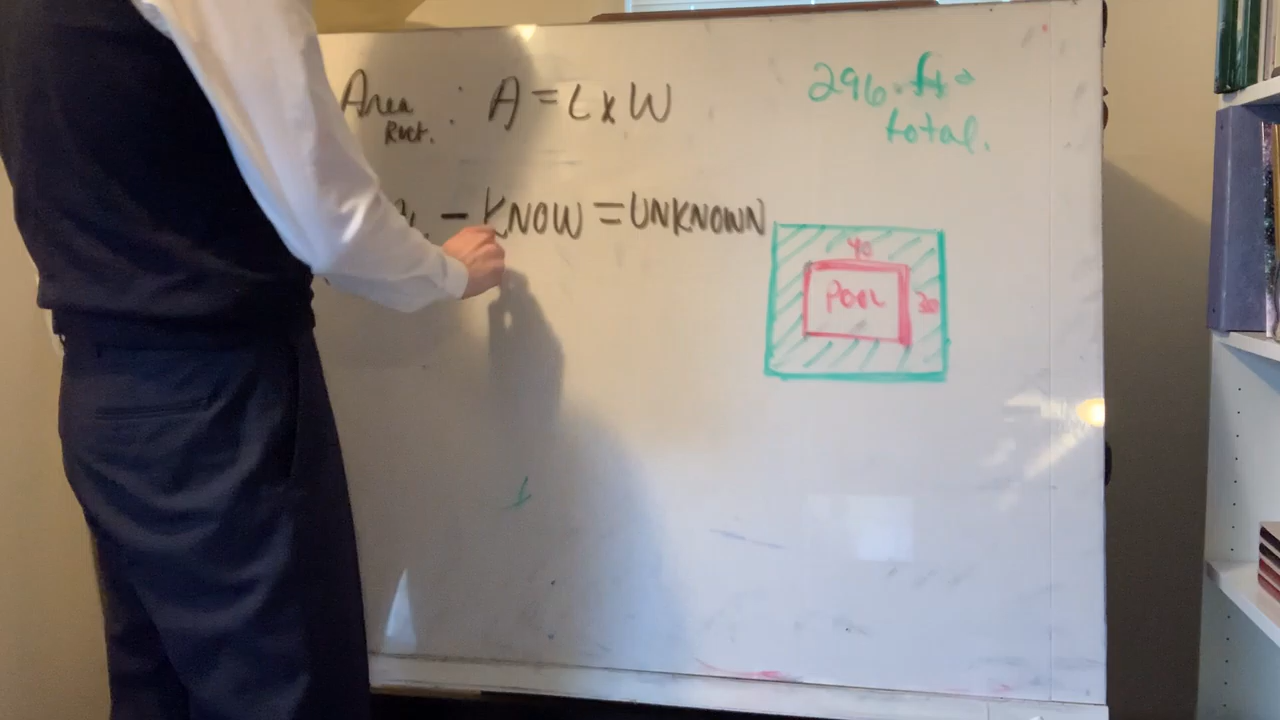 Area : A = L x W
Rect.
- KNOW = UNKNOWN
296 ft²
total.
40
POOL
30